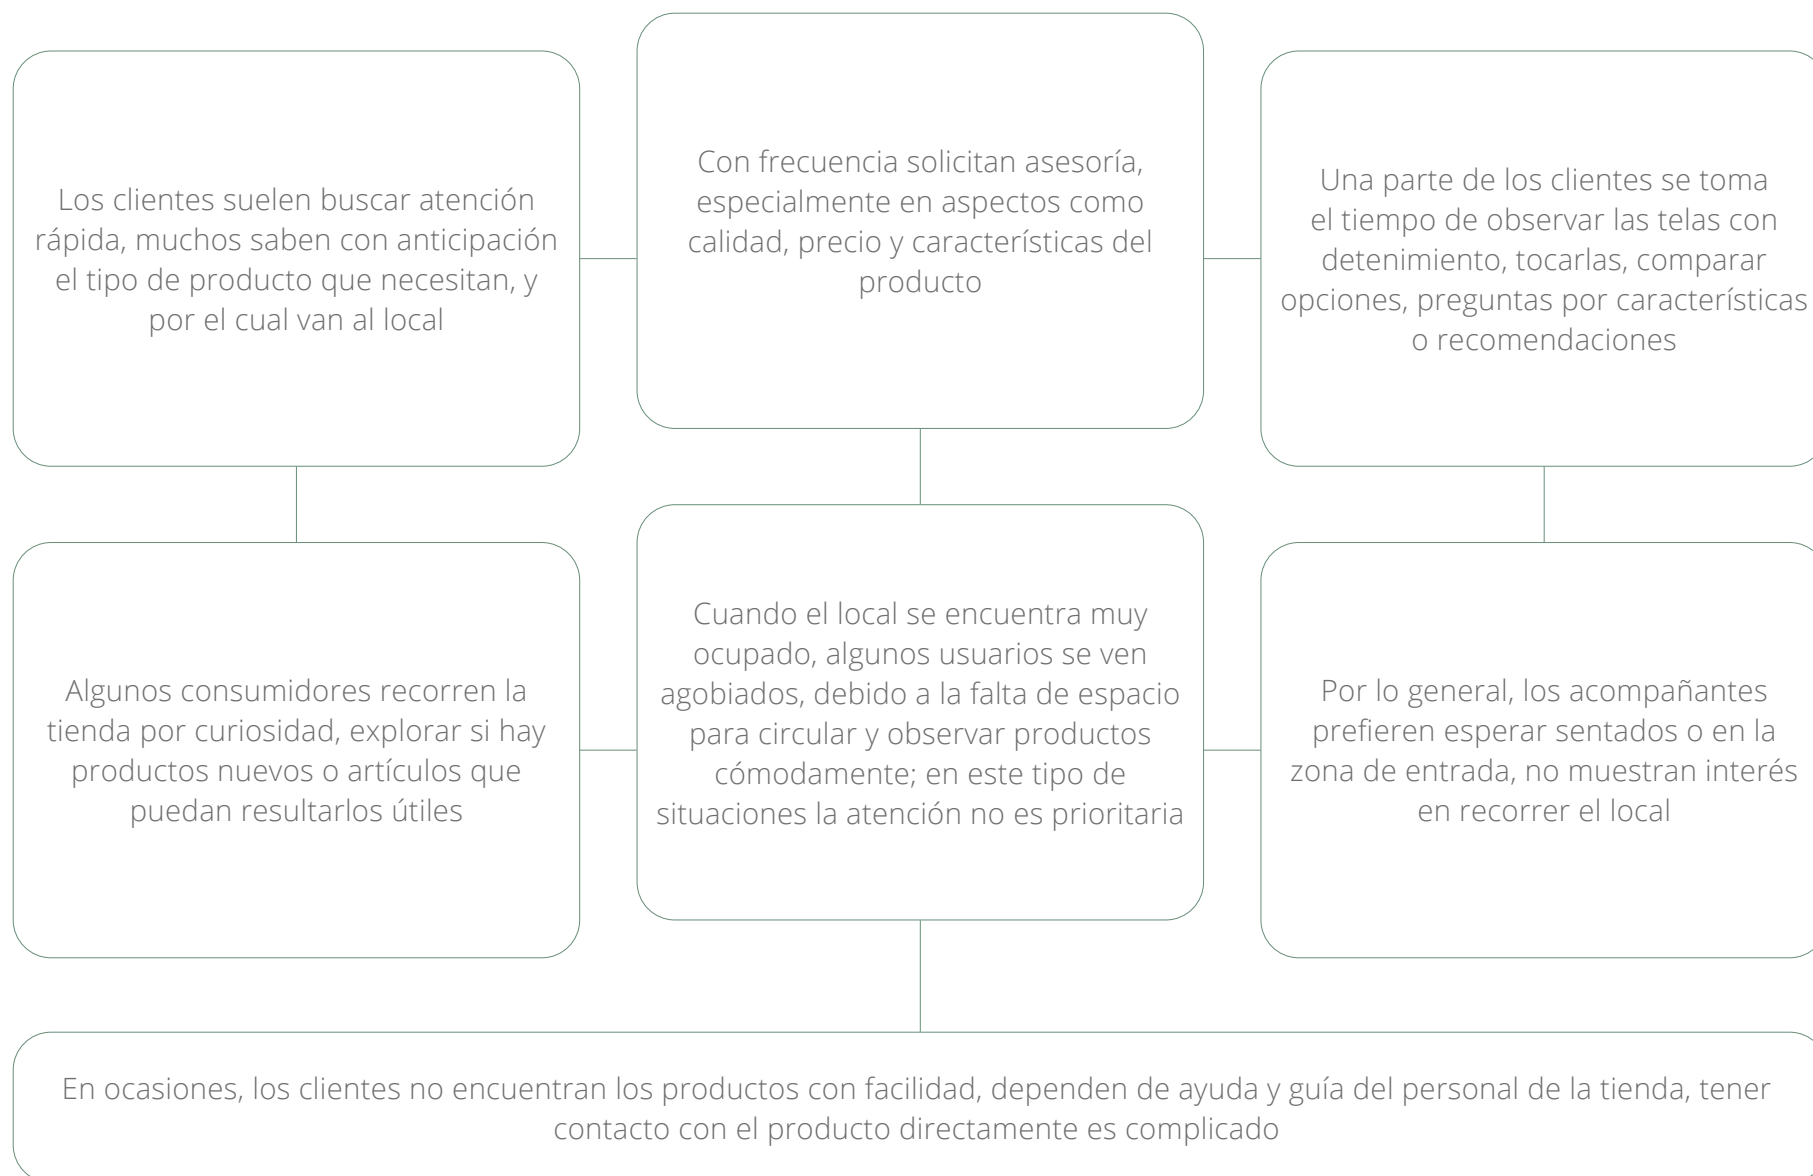 Los clientes suelen buscar atención
rápida, muchos saben con anticipación
el tipo de producto que necesitan, y
por el cual van al local
Con frecuencia solicitan asesoría,
especialmente en aspectos como
calidad, precio y características del
producto
Una parte de los clientes se toma
el tiempo de observar las telas con
detenimiento, tocarlas, comparar
opciones, preguntas por características
o recomendaciones
Algunos consumidores recorren la
tienda por curiosidad, explorar si hay
productos nuevos o artículos que
puedan resultarlos útiles
Cuando el local se encuentra muy
ocupado, algunos usuarios se ven
agobiados, debido a la falta de espacio
para circular y observar productos
cómodamente; en este tipo de
situaciones la atención no es prioritaria
Por lo general, los acompañantes
prefieren esperar sentados o en la
zona de entrada, no muestran interés
en recorrer el local
En ocasiones, los clientes no encuentran los productos con facilidad, dependen de ayuda y guía del personal de la tienda, tener
contacto con el producto directamente es complicado